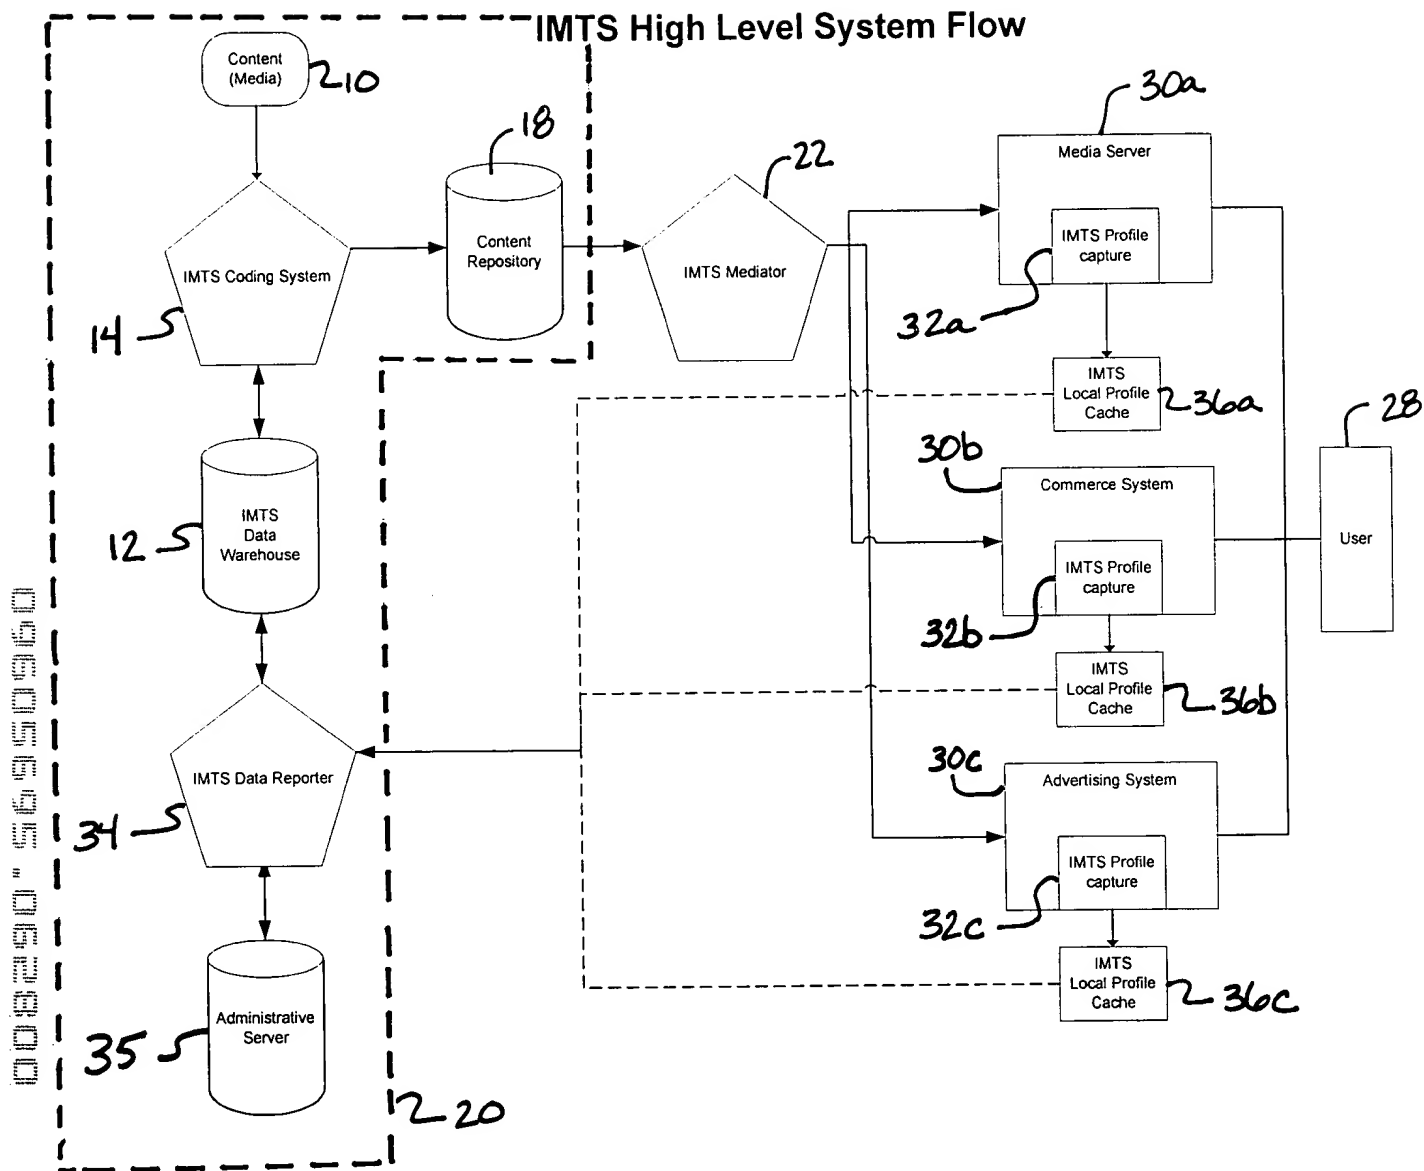 IMTS High Level System Flow
Content
(Media)
10
18
22
30a
Media Server
IMTS Profile
capture
32a
Content
Repository
IMTS Coding System
14
IMTS Mediator
IMTS
Local Profile
Cache
36a
28
User
30b
Commerce System
IMTS Profile
capture
32b
IMTS
Data
Warehouse
12
IMTS
Local Profile
Cache
36b
IMTS Data Reporter
34
30c
Advertising System
IMTS Profile
capture
32c
IMTS
Local Profile
Cache
36c
Administrative
Server
35
20
09605695.062800